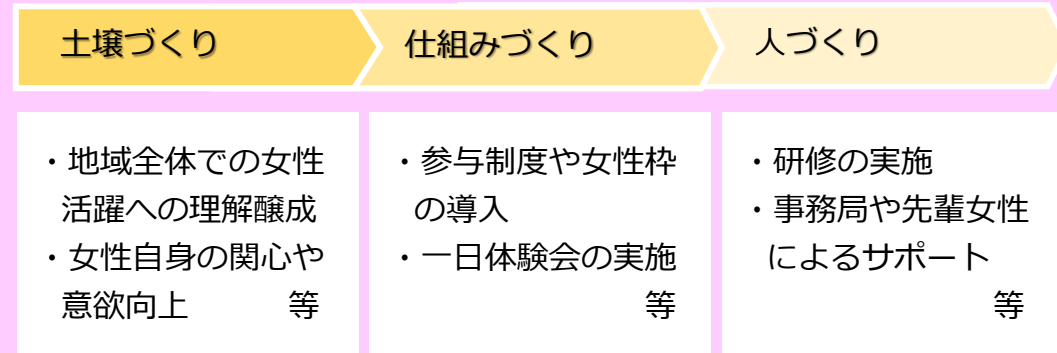 土壌づくり
仕組みづくり
人づくり
・地域全体での女性
活躍への理解醸成
・女性自身の関心や
意欲向上 等
・参与制度や女性枠
の導入
・一日体験会の実施
等
・研修の実施
・事務局や先輩女性
によるサポート
等